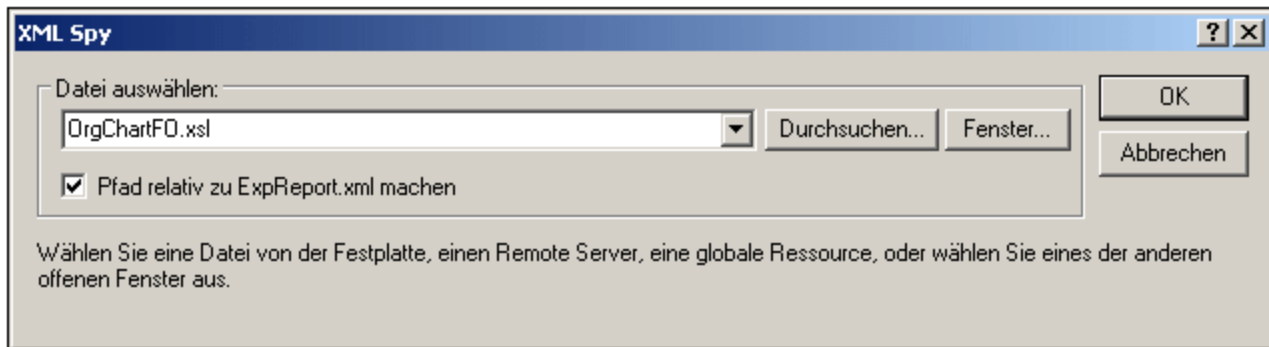 XML Spy
Datei auswählen:
OrgChartFO.xsl
Durchsuchen...
Fenster...
OK
Abbrechen
Pfad relativ zu ExpReport.xml machen
Wählen Sie eine Datei von der Festplatte, einen Remote Server, eine globale Ressource, oder wählen Sie eines der anderen
offenen Fenster aus.